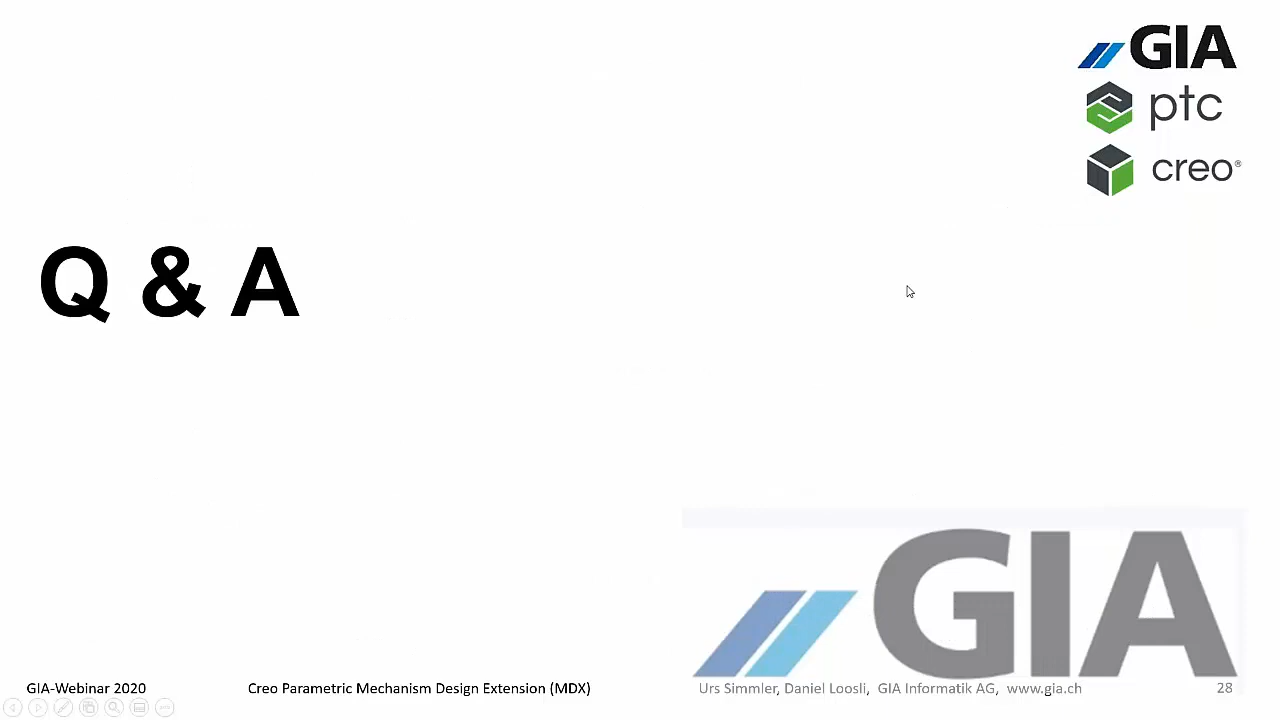 GIA
ptc
creo®
Q & A
GIA
GIA-Webinar 2020
Creo Parametric Mechanism Design Extension (MDX)
Urs Simmler, Daniel Loosli, GIA Informatik AG, www.gia.ch
28